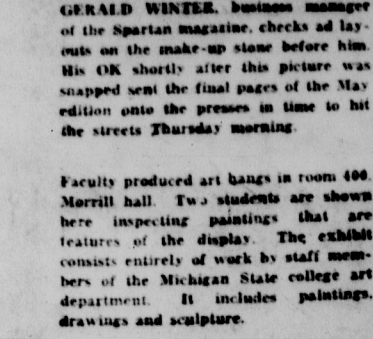 GERALD WINTER, business manager
of the Spartan magazine, checks ad lay-
outs on the make-up stone before him.
His OK shortly after this picture was
snapped sent the final pages of the May
edition onto the presses in time to hit
the streets Thursday morning.
Faculty produced art hangs in room 400
Morrill hall. Two students are shown
here inspecting paintings that are
features of the display. The exhibit
consists entirely of work by staff mem-
bers of the Michigan State college art
department. It includes paintings,
drawings and sculpture.